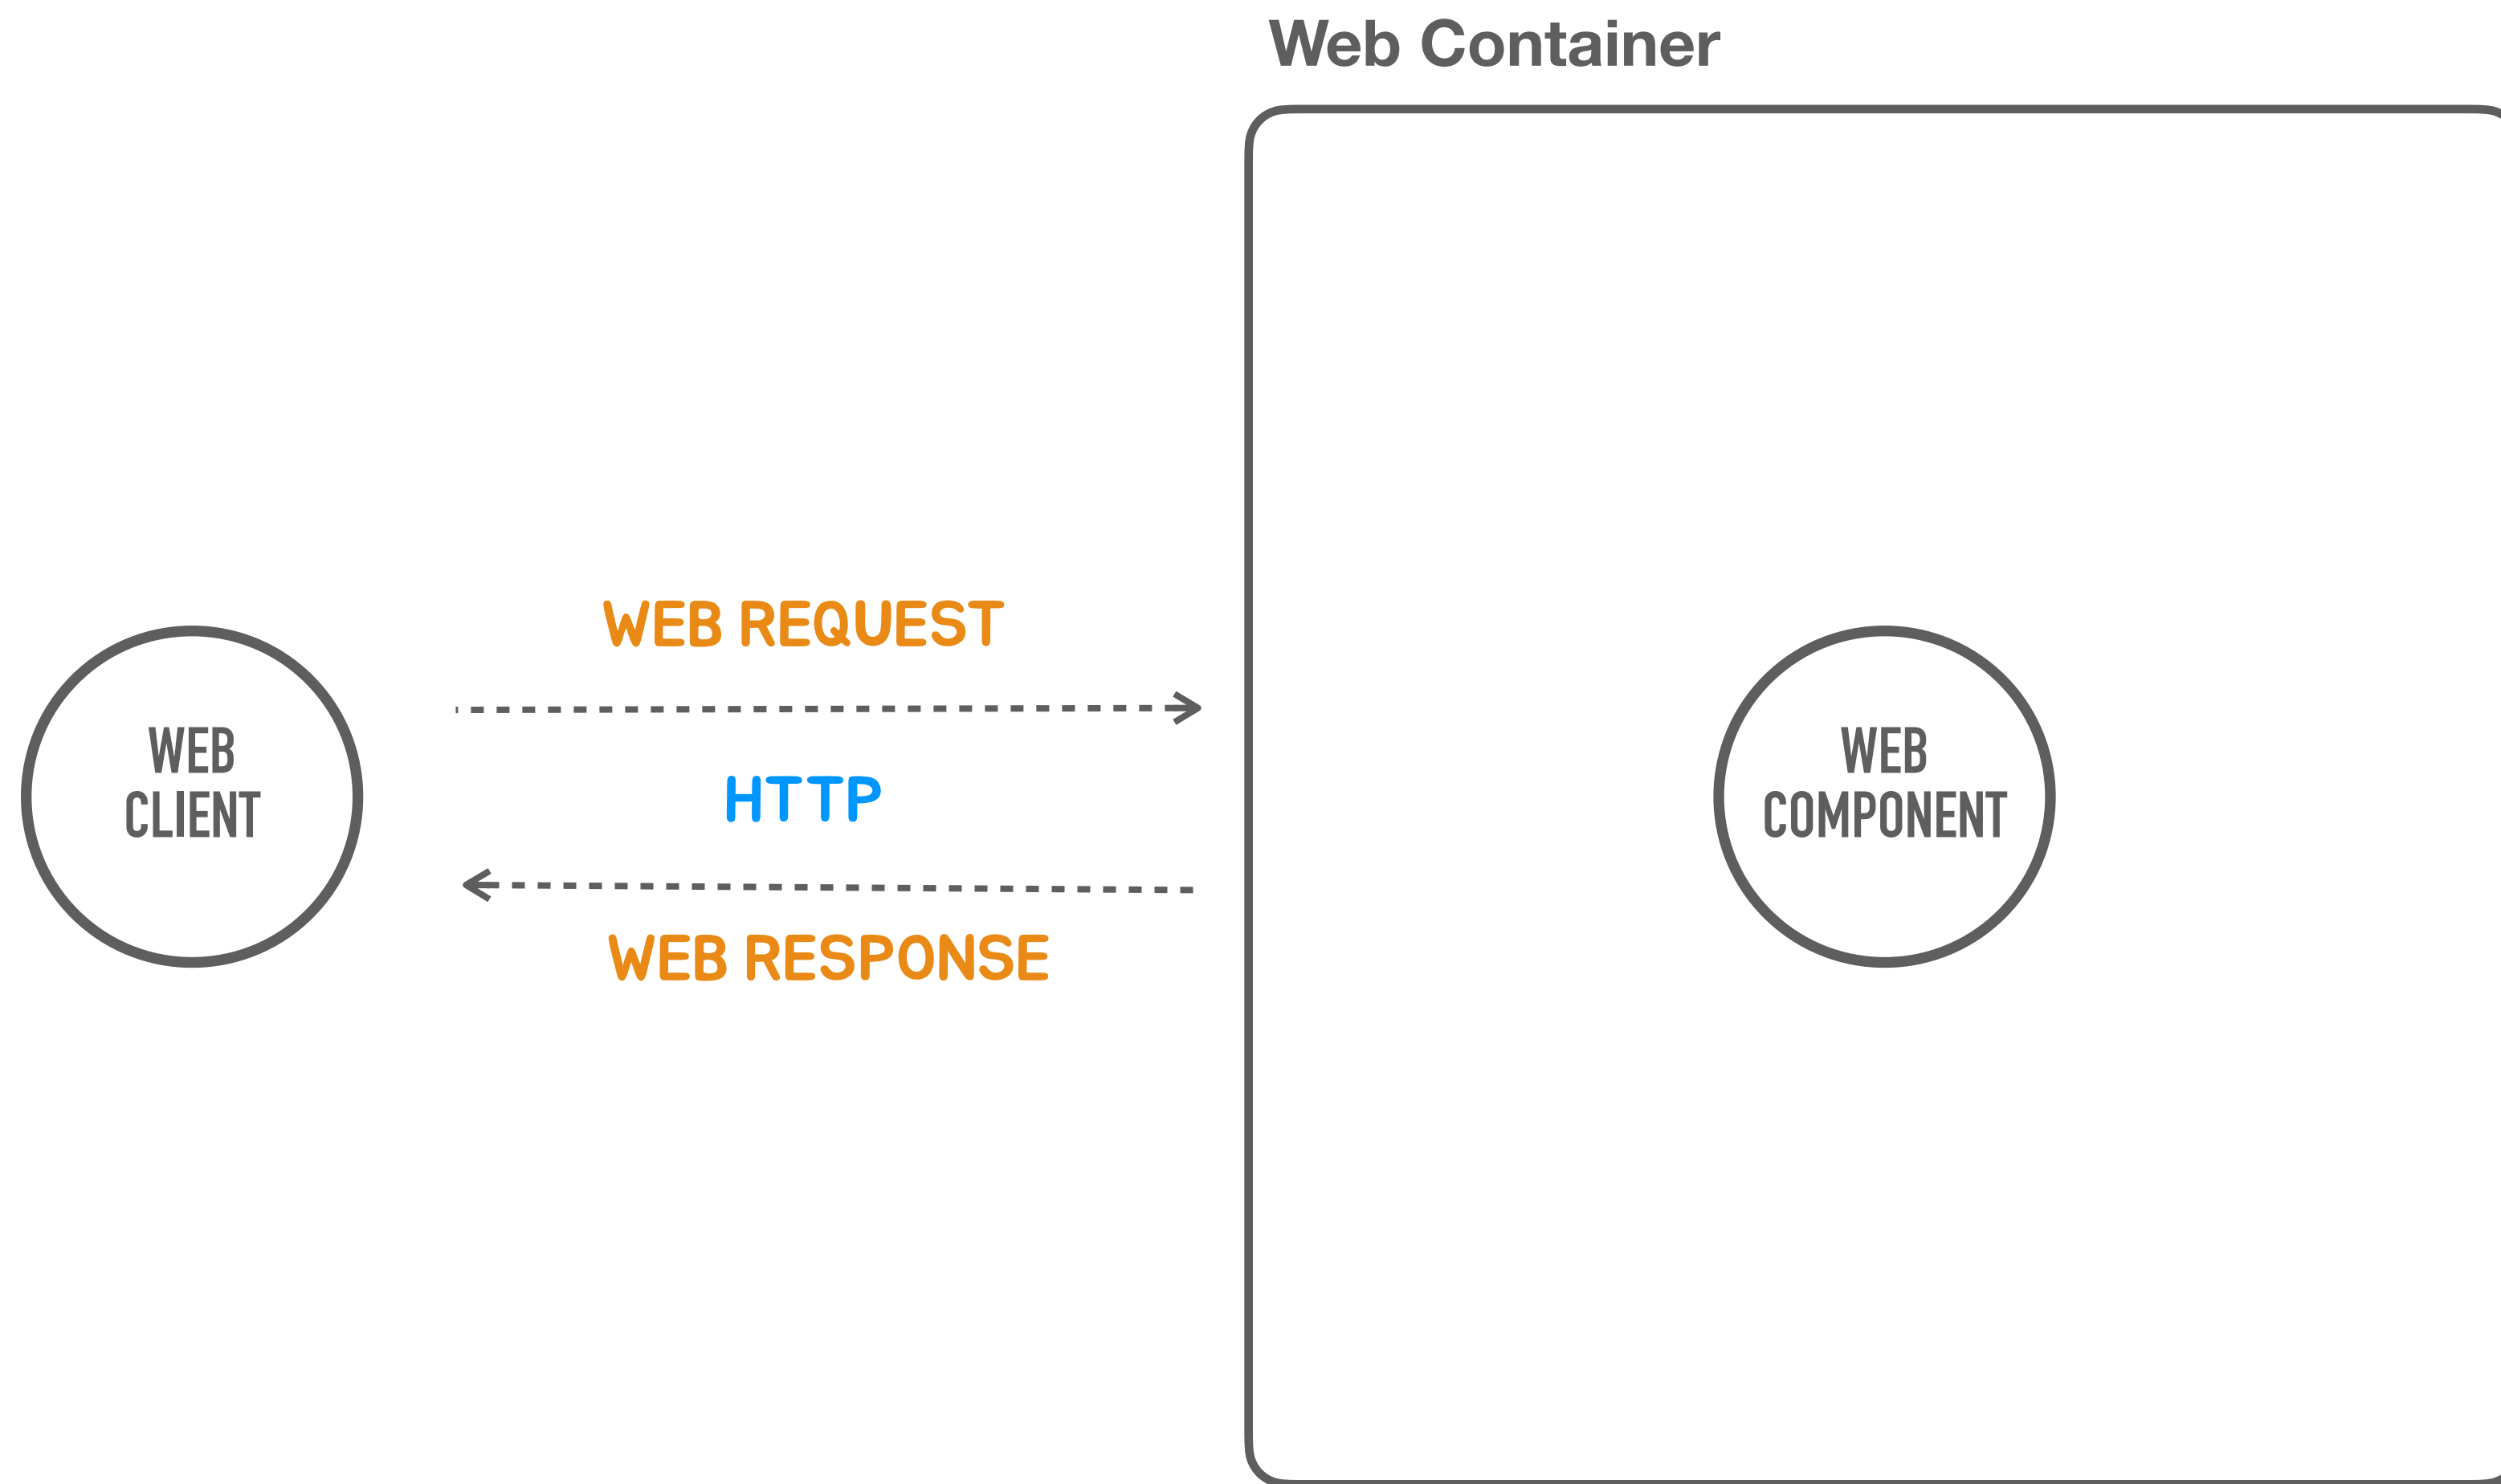 Web Container
WEB REQUEST
WEB
CLIENT
HTTP
WEB
COMPONENT
WEB RESPONSE